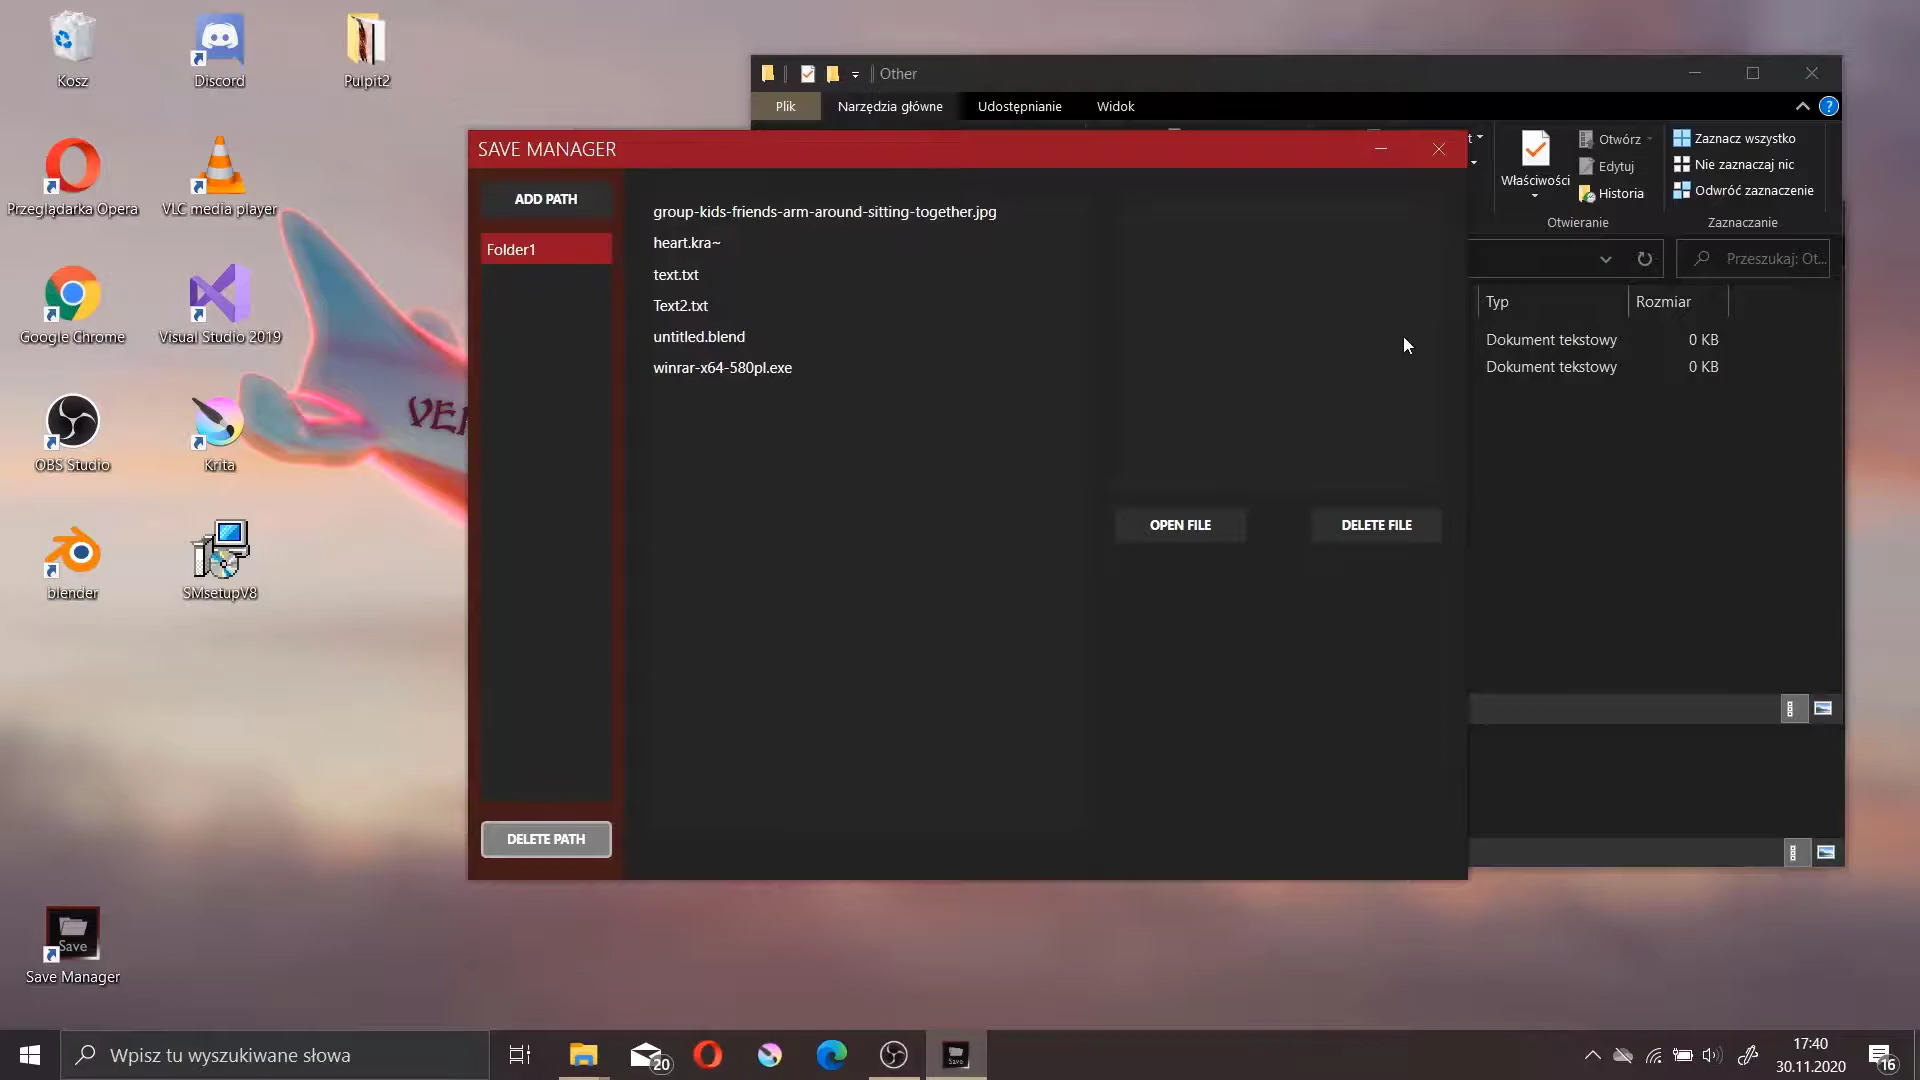 Kosz
Discord
Pulpit2
Przeglądarka Opera
VLC media player
Google Chrome
Visual Studio 2019
OBS Studio
Krita
blender
SMsetupV8
Save
Save Manager
Other
Plik
Narzędzia główne
Udostępnianie
Widok
Właściwości
Otwórz
Edytuj
Historia
Otwieranie
Zaznacz wszystko
Nie zaznaczaj nic
Odwróć zaznaczenie
Zaznaczanie
Przeszukaj: Ot...
Typ
Rozmiar
Dokument tekstowy
0 KB
Dokument tekstowy
0 KB
SAVE MANAGER
ADD PATH
Folder1
DELETE PATH
group-kids-friends-arm-around-sitting-together.jpg
heart.kra~
text.txt
Text2.txt
untitled.blend
winrar-x64-580pl.exe
OPEN FILE
DELETE FILE
Wpisz tu wyszukiwane słowa
20
Save
17:40
30.11.2020
16